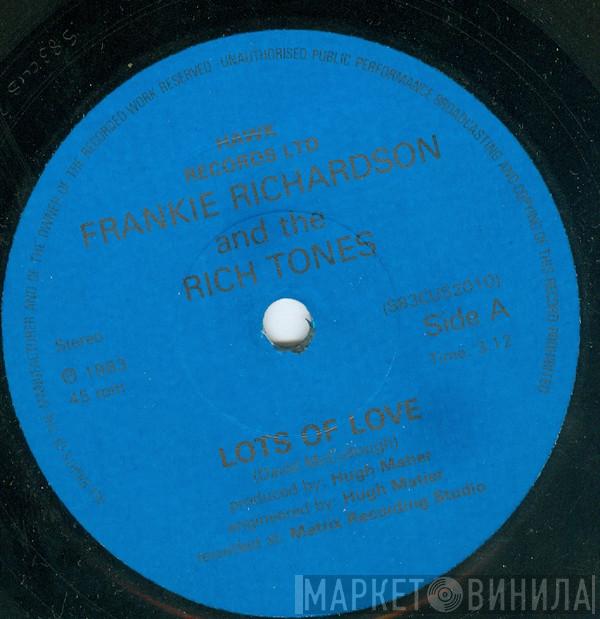 ALL RIGHTS OF THE MANUFACTURER AND OF THE OWNER OF THE RECORDED WORK RESERVED · UNAUTHORISED PUBLIC PERFORMANCE BROADCASTING AND COPYING OF THIS RECORD PROHIBITED
HAWK
RECORDS LTD
FRANKIE RICHARDSON
and the
RICH TONES
Stereo
℗ 1983
45 rpm
(S83CUS2010)
Side A
Time: 3.12
LOTS OF LOVE
(David McCullough)
produced by: Hugh Matier
engineered by: Hugh Matier
recorded at: Matrix Recording Studio
МАРКЕТ ВИНИЛА